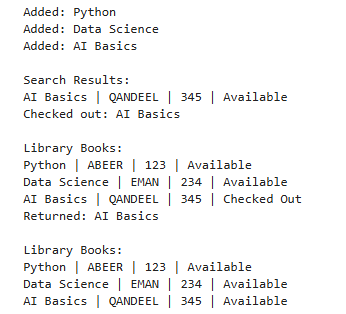 Added: Python
Added: Data Science
Added: AI Basics

Search Results:
AI Basics | QANDEEL | 345 | Available
Checked out: AI Basics

Library Books:
Python | ABEER | 123 | Available
Data Science | EMAN | 234 | Available
AI Basics | QANDEEL | 345 | Checked Out
Returned: AI Basics

Library Books:
Python | ABEER | 123 | Available
Data Science | EMAN | 234 | Available
AI Basics | QANDEEL | 345 | Available